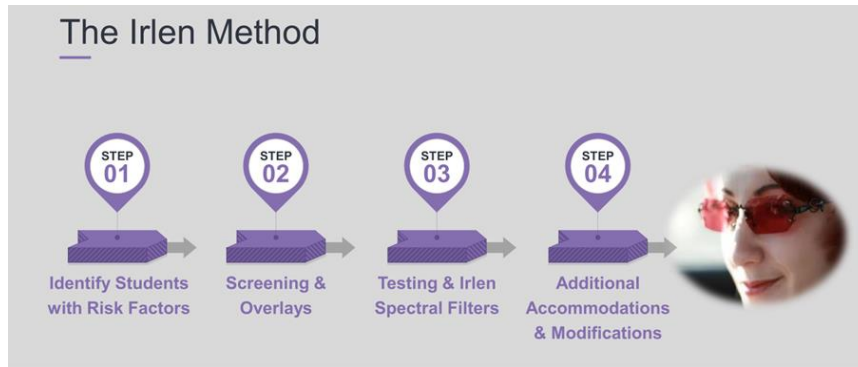 The Irlen Method
STEP
01
STEP
02
STEP
03
STEP
04
Identify Students
with Risk Factors
Screening &
Overlays
Testing & Irlen
Spectral Filters
Additional
Accommodations
& Modifications